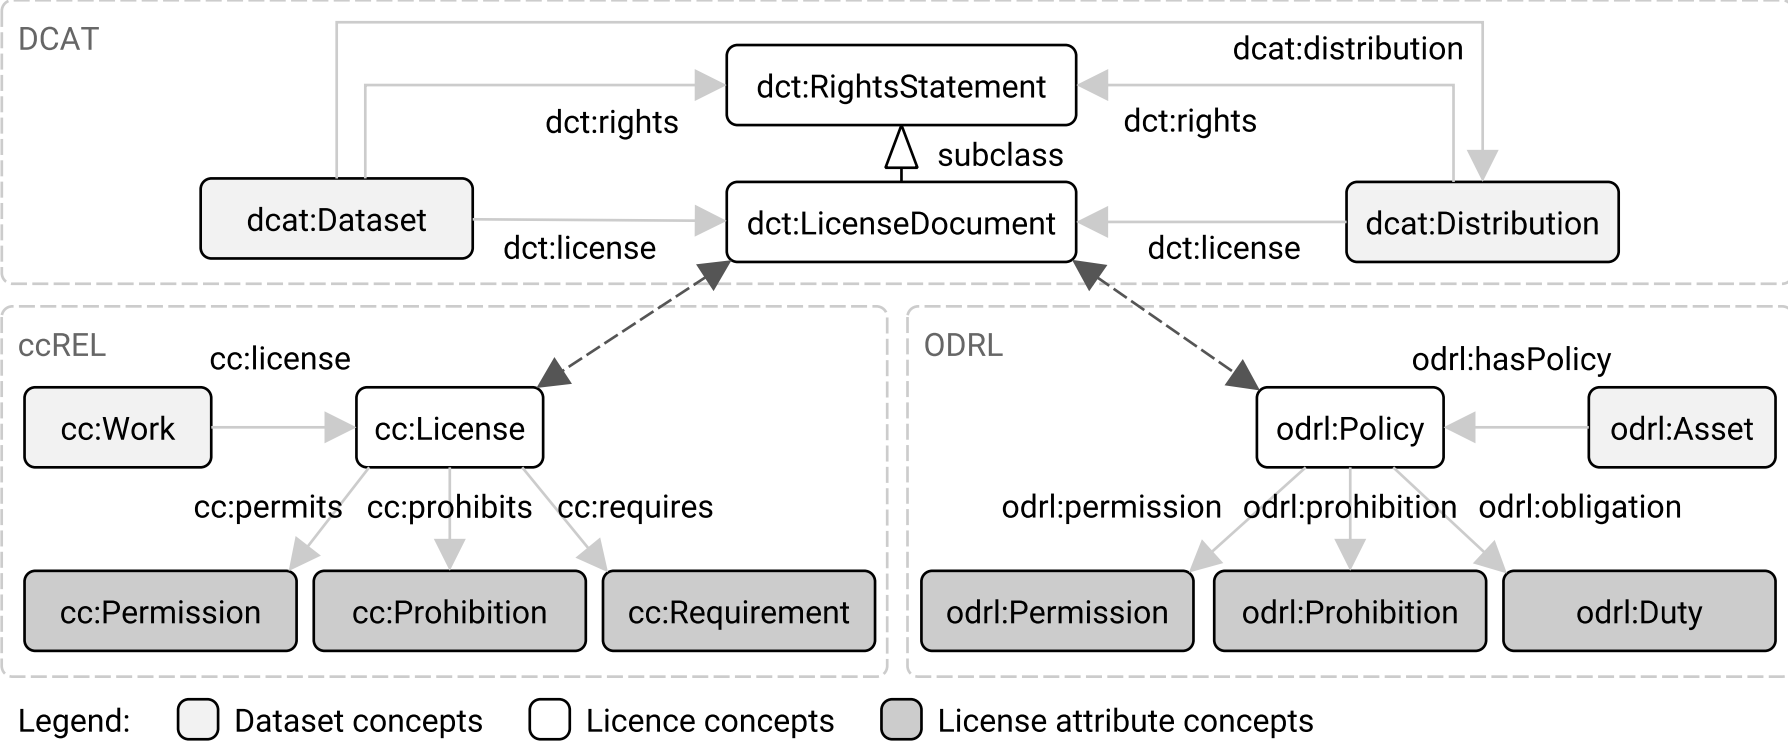 DCAT
dcat:distribution
dct:RightsStatement
dct:rights
dct:rights
subclass
dcat:Dataset
dct:LicenseDocument
dcat:Distribution
dct:license
dct:license
ccREL
cc:license
cc:Work
cc:License
cc:permits
cc:prohibits
cc:requires
cc:Permission
cc:Prohibition
cc:Requirement
ODRL
odrl:hasPolicy
odrl:Policy
odrl:Asset
odrl:permission
odrl:prohibition
odrl:obligation
odrl:Permission
odrl:Prohibition
odrl:Duty
Legend:
Dataset concepts
Licence concepts
License attribute concepts